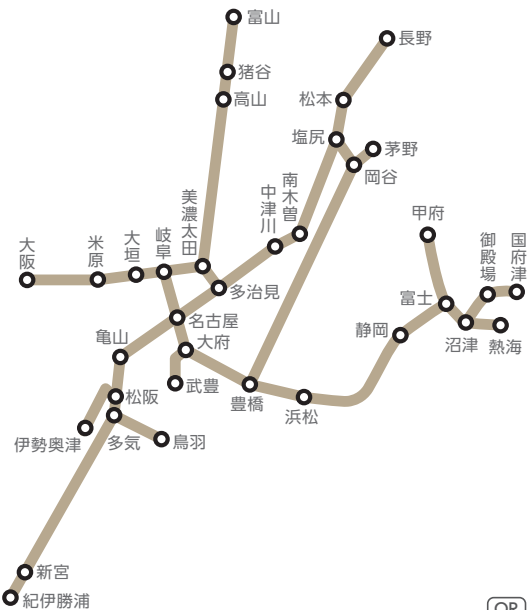 富山
猪谷
高山
長野
松本
塩尻
茅野
岡谷
南木曽
中津川
美濃太田
岐阜
大垣
米原
大阪
多治見
名古屋
大府
武豊
亀山
松阪
伊勢奥津
多気
鳥羽
新宮
紀伊勝浦
豊橋
浜松
静岡
富士
甲府
御殿場
国府津
沼津
熱海